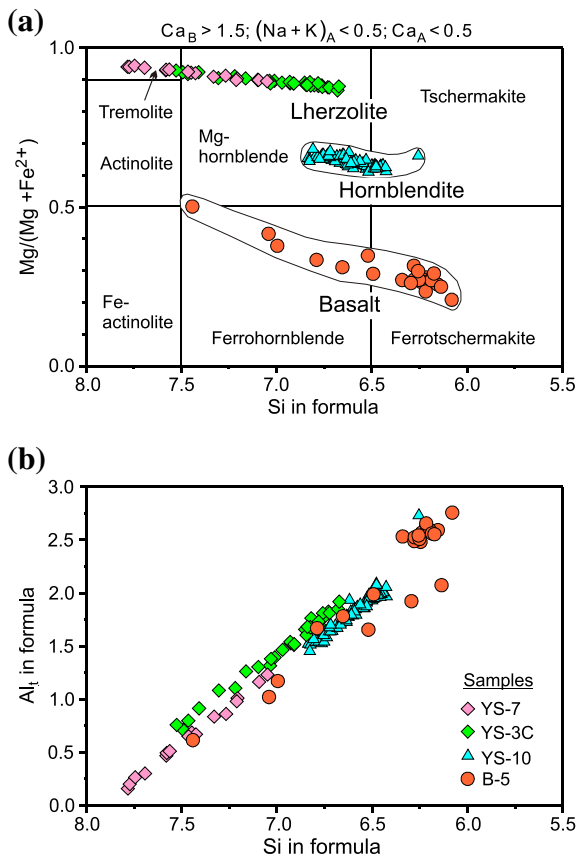 (a)
Ca_B > 1.5; (Na + K)_A < 0.5; Ca_A < 0.5
1.0
Tremolite
Lherzolite
Tschermakite
Mg-
hornblende
Actinolite
Hornblendite
0.5
Mg/(Mg +Fe²⁺)
Basalt
Fe-
actinolite
Ferrohornblende
Ferrotschermakite
0.0
8.0 7.5 7.0 6.5 6.0 5.5
Si in formula
(b)
3.0
2.5
2.0
1.5
1.0
0.5
0.0
Al_t in formula
Samples
YS-7
YS-3C
YS-10
B-5
8.0 7.5 7.0 6.5 6.0 5.5
Si in formula